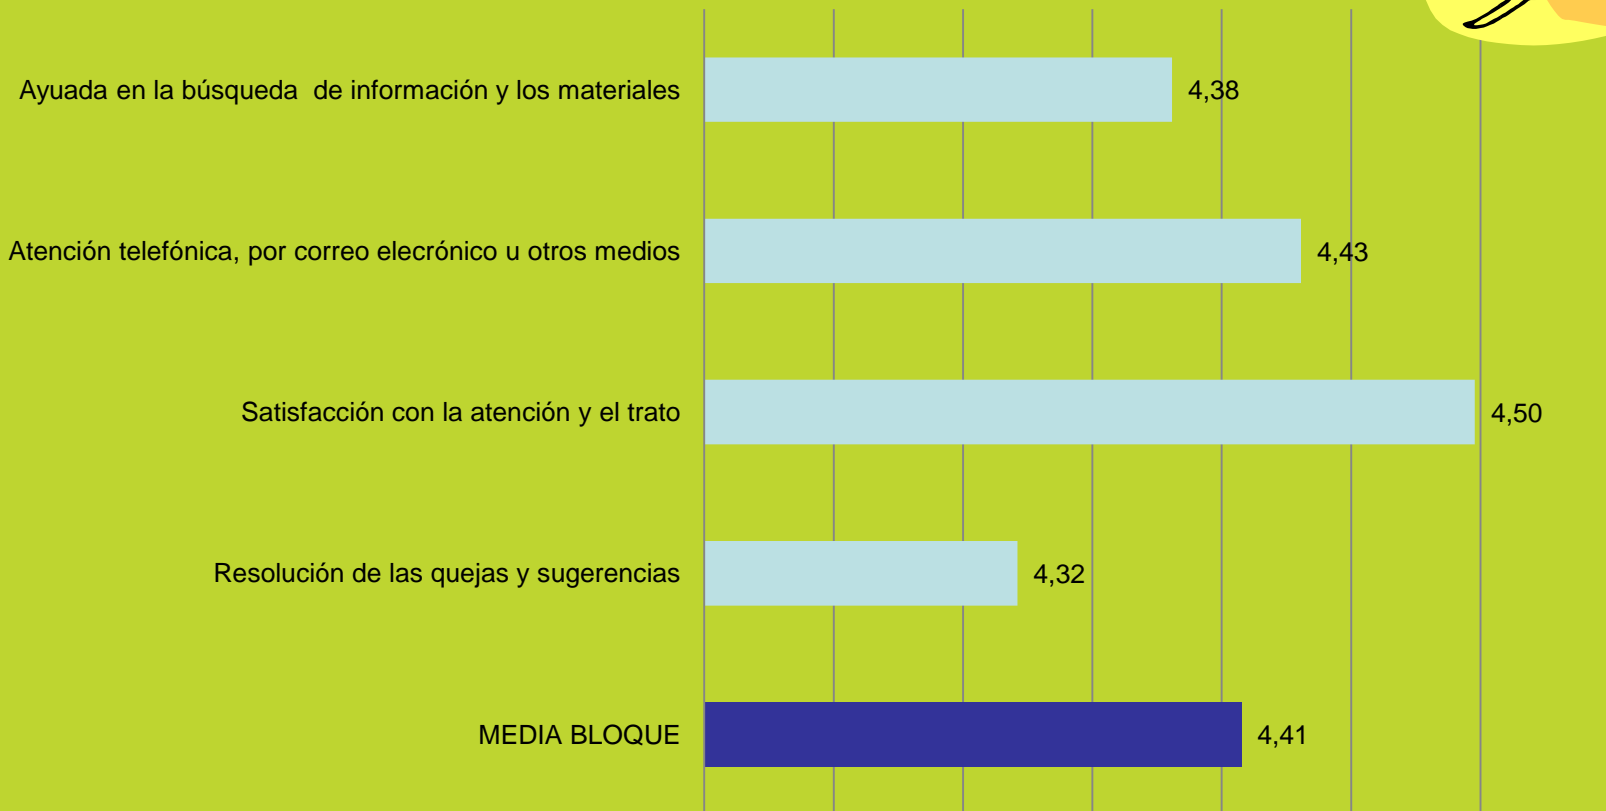 Ayuada en la búsqueda  de información y los materiales
4,38
Atención telefónica, por correo elecrónico u otros medios
4,43
Satisfacción con la atención y el trato
4,50
Resolución de las quejas y sugerencias
4,32
MEDIA BLOQUE
4,41